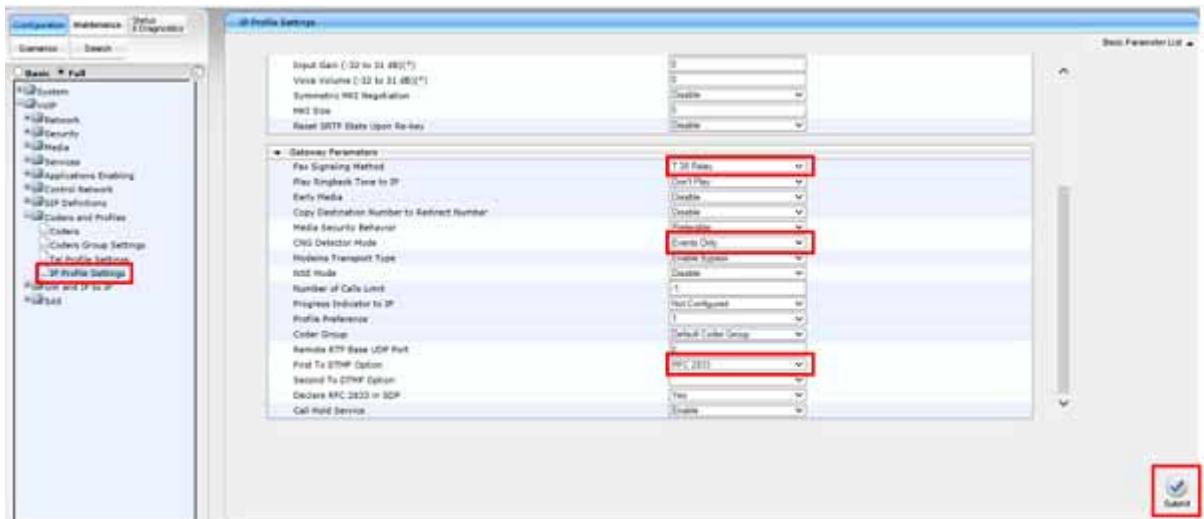 Configuration Maintenance Status & Diagnostics
Scenarios Search
Basic Full
System
VoIP
Network
Security
Media
Services
Applications Enabling
Control Network
SIP Definitions
Coders and Profiles
Coders
Coders Group Settings
Tel Profile Settings
IP Profile Settings
GW and IP to IP
SAS
IP Profile Settings
Basic Parameter List ▲
Input Gain (-32 to 31 dB)(*) 0
Voice Volume (-32 to 31 dB)(*) 0
Symmetric MKI Negotiation Disable
MKI Size 0
Reset SRTP State Upon Re-key Disable
Gateway Parameters
Fax Signaling Method T.38 Relay
Play Ringback Tone to IP Don't Play
Early Media Disable
Copy Destination Number to Redirect Number Disable
Media Security Behavior Preferable
CNG Detector Mode Events Only
Modems Transport Type Enable Bypass
NSE Mode Disable
Number of Calls Limit -1
Progress Indicator to IP Not Configured
Profile Preference 1
Coder Group Default Coder Group
Remote RTP Base UDP Port 0
First Tx DTMF Option RFC 2833
Second Tx DTMF Option
Declare RFC 2833 in SDP Yes
Call Hold Service Enable
Submit